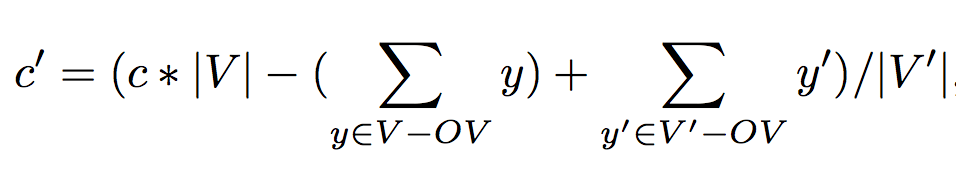 c′ = (c ∗ |V| − (∑_{y∈V−OV} y) + ∑_{y′∈V′−OV} y′)/|V′|,